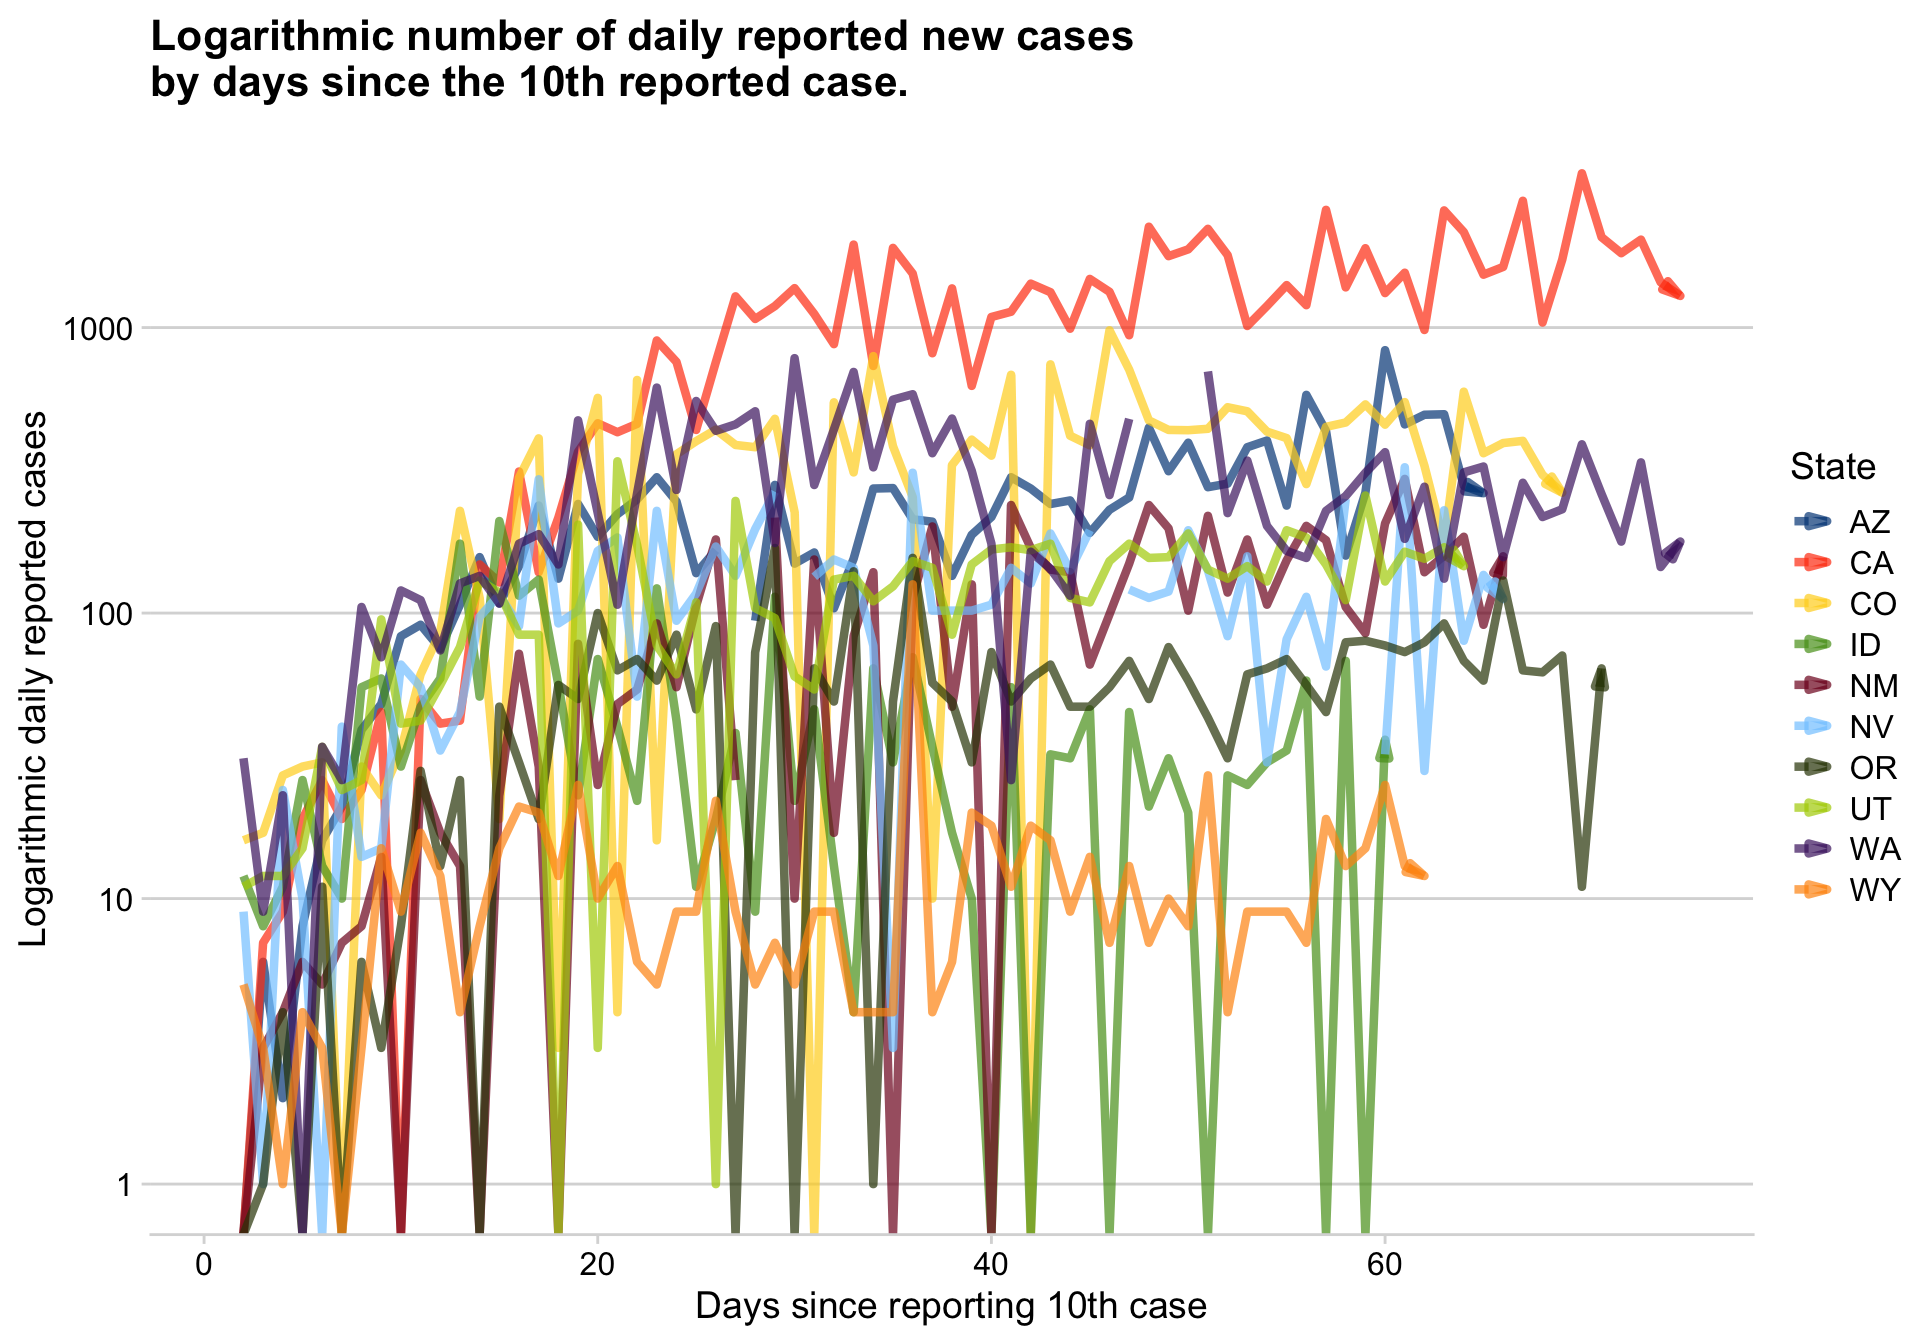 Logarithmic number of daily reported new cases
by days since the 10th reported case.
Logarithmic daily reported cases
1000
100
10
1
0
20
40
60
Days since reporting 10th case
State
AZ
CA
CO
ID
NM
NV
OR
UT
WA
WY